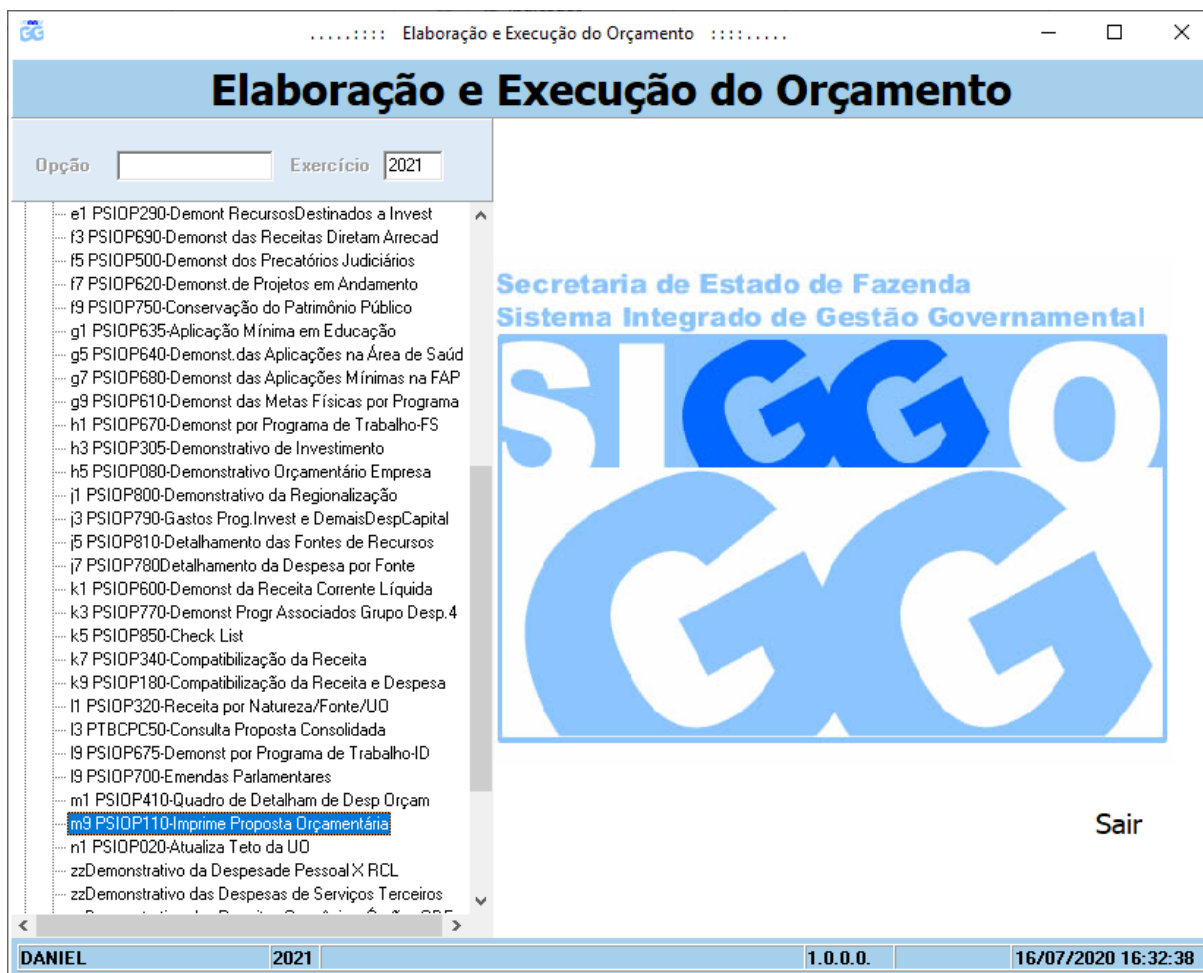 .....:::: Elaboração e Execução do Orçamento ::::.....
Elaboração e Execução do Orçamento
Opção
Exercício 2021
e1 PSIOP290-Demont RecursosDestinados a Invest
f3 PSIOP690-Demonst das Receitas Diretam Arrecad
f5 PSIOP500-Demonst dos Precatórios Judiciários
f7 PSIOP620-Demonst.de Projetos em Andamento
f9 PSIOP750-Conservação do Patrimônio Público
g1 PSIOP635-Aplicação Mínima em Educação
g5 PSIOP640-Demonst.das Aplicações na Área de Saúd
g7 PSIOP680-Demonst das Aplicações Mínimas na FAP
g9 PSIOP610-Demonst das Metas Físicas por Programa
h1 PSIOP670-Demonst por Programa de Trabalho-FS
h3 PSIOP305-Demonstrativo de Investimento
h5 PSIOP080-Demonstrativo Orçamentário Empresa
j1 PSIOP800-Demonstrativo da Regionalização
j3 PSIOP790-Gastos Prog.Invest e DemaisDespCapital
j5 PSIOP810-Detalhamento das Fontes de Recursos
j7 PSIOP780Detalhamento da Despesa por Fonte
k1 PSIOP600-Demonst da Receita Corrente Líquida
k3 PSIOP770-Demonst Progr Associados Grupo Desp.4
k5 PSIOP850-Check List
k7 PSIOP340-Compatibilização da Receita
k9 PSIOP180-Compatibilização da Receita e Despesa
l1 PSIOP320-Receita por Natureza/Fonte/UO
l3 PTBCPC50-Consulta Proposta Consolidada
l9 PSIOP675-Demonst por Programa de Trabalho-ID
l9 PSIOP700-Emendas Parlamentares
m1 PSIOP410-Quadro de Detalham de Desp Orçam
m9 PSIOP110-Imprime Proposta Orçamentária
n1 PSIOP020-Atualiza Teto da UO
zzDemonstrativo da Despesade Pessoal X RCL
zzDemonstrativo das Despesas de Serviços Terceiros
Secretaria de Estado de Fazenda
Sistema Integrado de Gestão Governamental
SIGGO
GG
Sair
DANIEL 2021 1.0.0.0. 16/07/2020 16:32:38